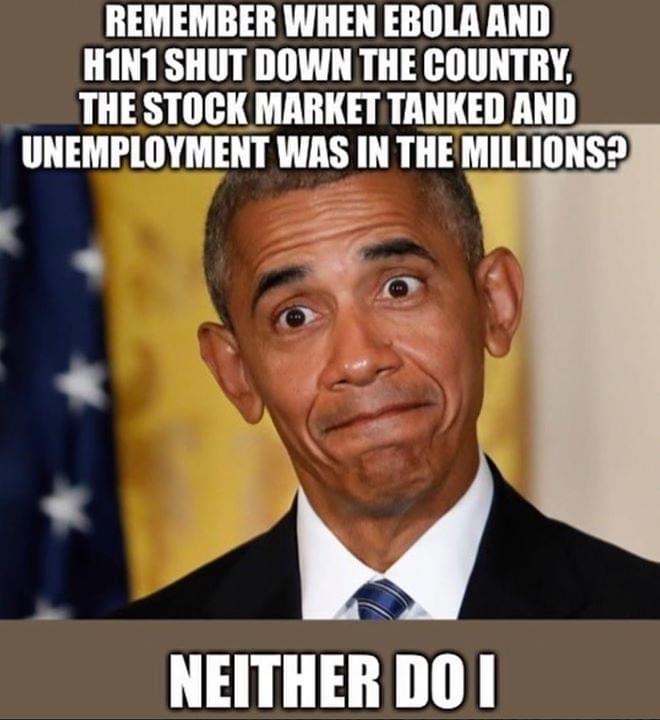 REMEMBER WHEN EBOLA AND
H1N1 SHUT DOWN THE COUNTRY,
THE STOCK MARKET TANKED AND
UNEMPLOYMENT WAS IN THE MILLIONS?
NEITHER DO I